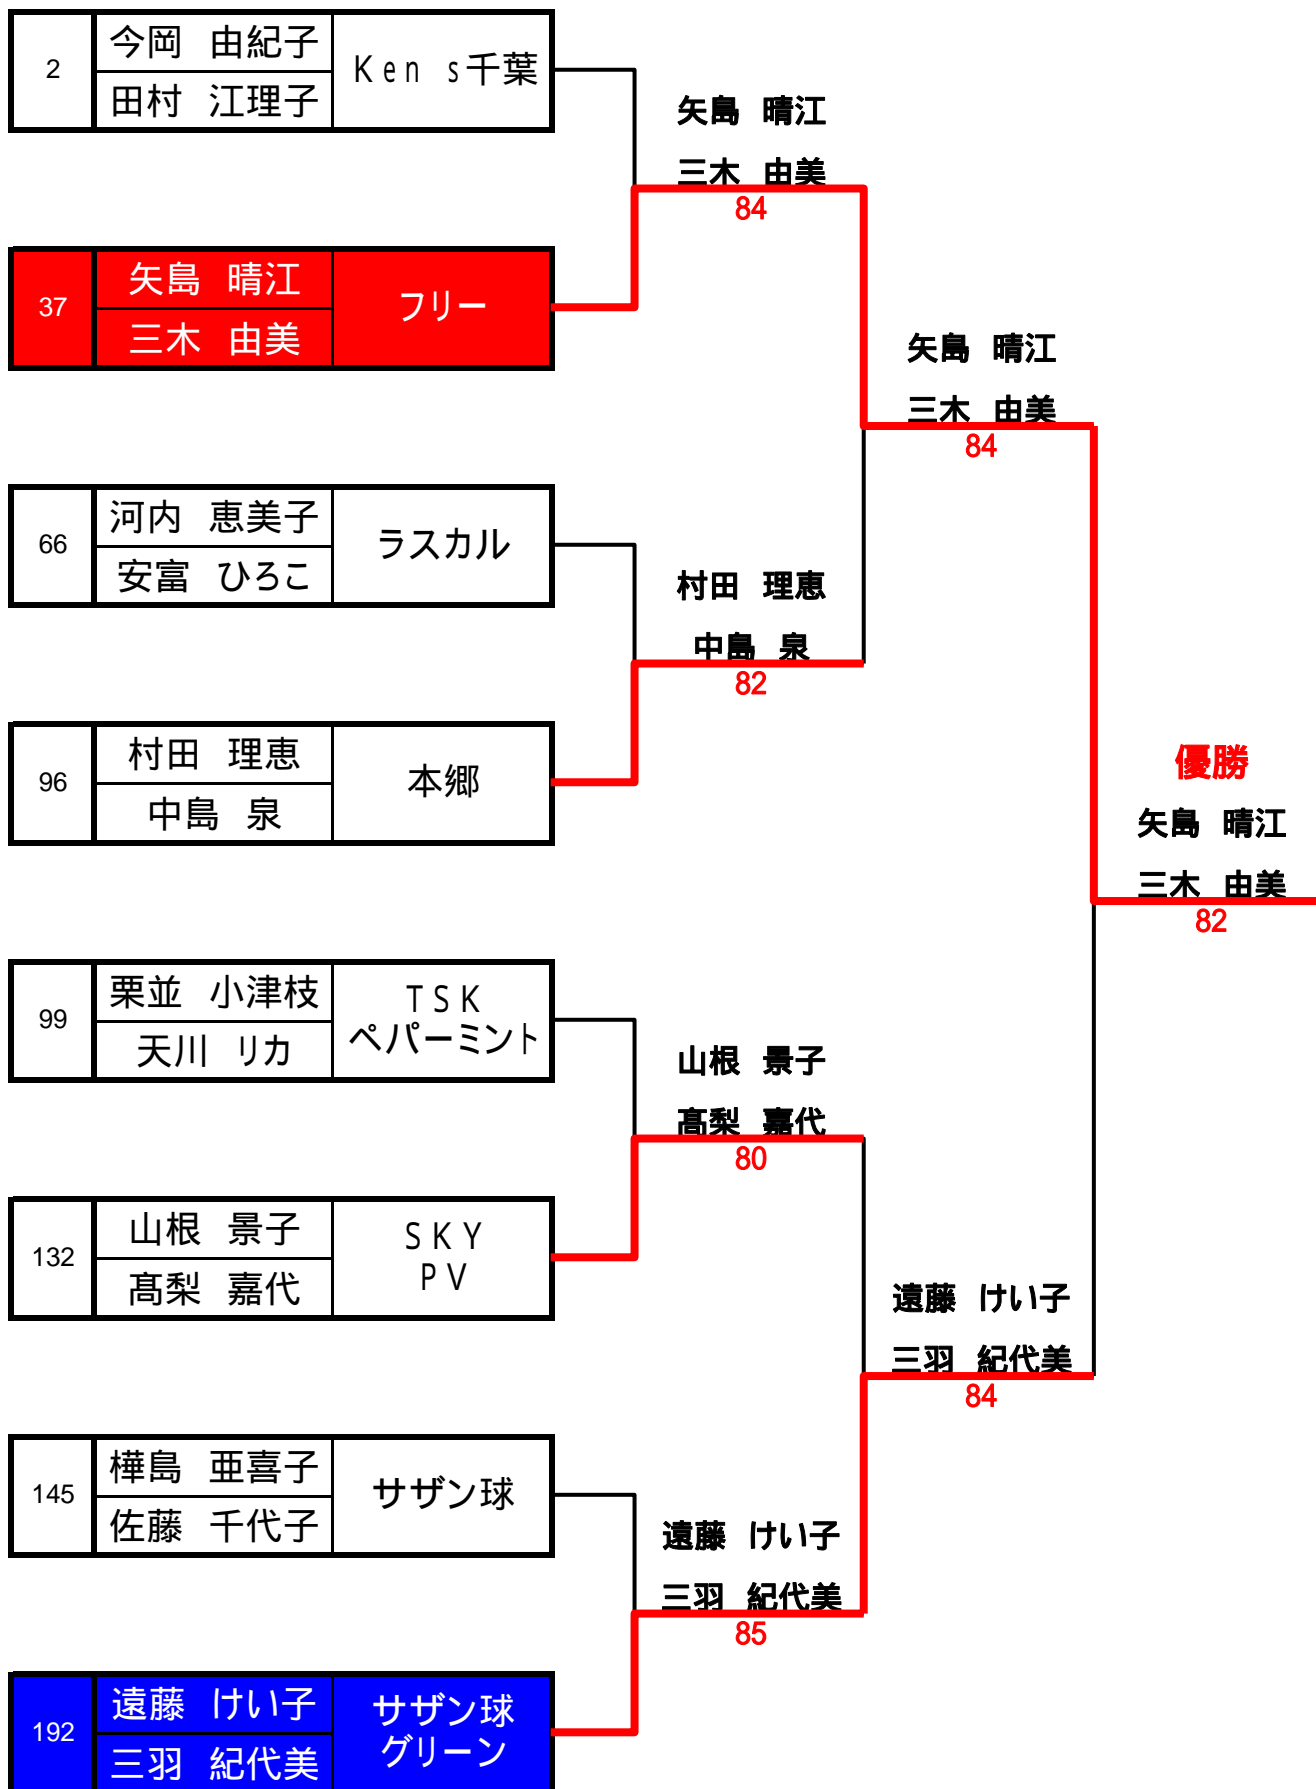 2
今岡 由紀子
田村 江理子
Ken s千葉
矢島 晴江
三木 由美
84
37
矢島 晴江
三木 由美
フリー
矢島 晴江
三木 由美
84
66
河内 恵美子
安富 ひろこ
ラスカル
村田 理恵
中島 泉
82
96
村田 理恵
中島 泉
本郷
優勝
矢島 晴江
三木 由美
82
99
栗並 小津枝
天川 リカ
TSK
ペパーミント
山根 景子
髙梨 嘉代
80
132
山根 景子
髙梨 嘉代
SKY
PV
遠藤 けい子
三羽 紀代美
84
145
樺島 亜喜子
佐藤 千代子
サザン球
遠藤 けい子
三羽 紀代美
85
192
遠藤 けい子
三羽 紀代美
サザン球
グリーン